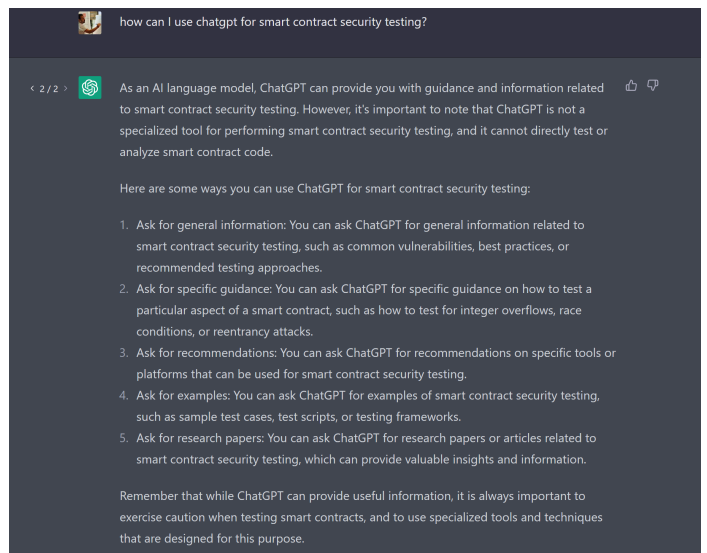 how can I use chatgpt for smart contract security testing?
< 2 / 2 >
As an AI language model, ChatGPT can provide you with guidance and information related
to smart contract security testing. However, it's important to note that ChatGPT is not a
specialized tool for performing smart contract security testing, and it cannot directly test or
analyze smart contract code.
Here are some ways you can use ChatGPT for smart contract security testing:
1. Ask for general information: You can ask ChatGPT for general information related to
smart contract security testing, such as common vulnerabilities, best practices, or
recommended testing approaches.
2. Ask for specific guidance: You can ask ChatGPT for specific guidance on how to test a
particular aspect of a smart contract, such as how to test for integer overflows, race
conditions, or reentrancy attacks.
3. Ask for recommendations: You can ask ChatGPT for recommendations on specific tools or
platforms that can be used for smart contract security testing.
4. Ask for examples: You can ask ChatGPT for examples of smart contract security testing,
such as sample test cases, test scripts, or testing frameworks.
5. Ask for research papers: You can ask ChatGPT for research papers or articles related to
smart contract security testing, which can provide valuable insights and information.
Remember that while ChatGPT can provide useful information, it is always important to
exercise caution when testing smart contracts, and to use specialized tools and techniques
that are designed for this purpose.